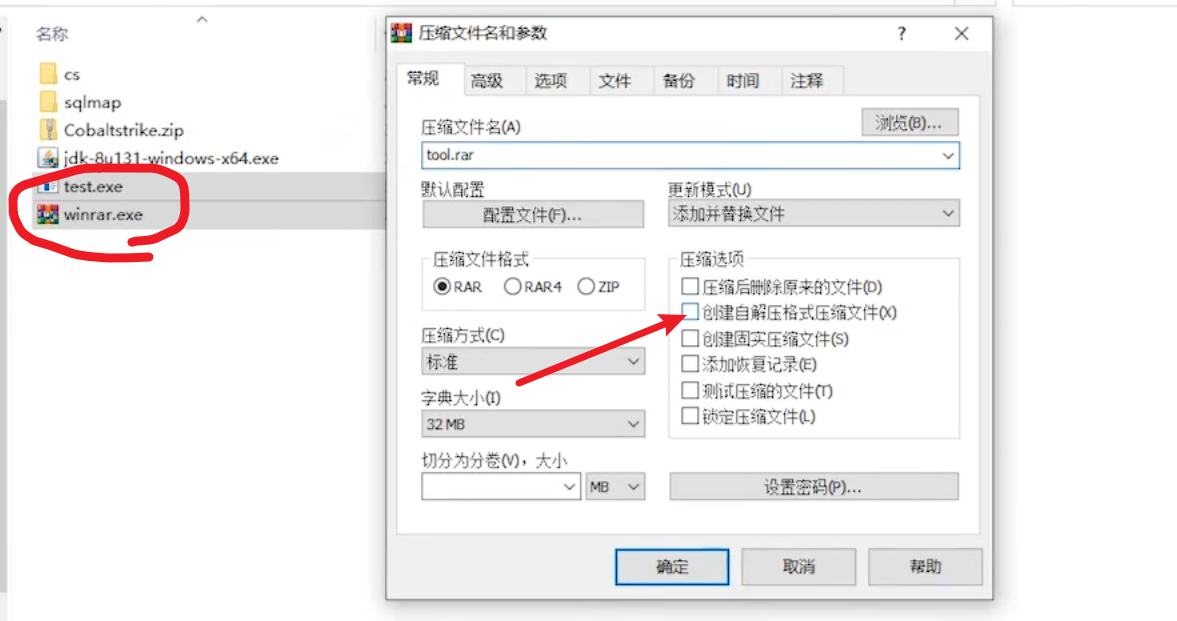 名称
cs
sqlmap
Cobaltstrike.zip
jdk-8u131-windows-x64.exe
test.exe
winrar.exe
压缩文件名和参数
?
常规 高级 选项 文件 备份 时间 注释
压缩文件名(A)
浏览(B)...
tool.rar
默认配置
更新模式(U)
配置文件(F)...
添加并替换文件
压缩文件格式
RAR RAR4 ZIP
压缩选项
压缩后删除原来的文件(D)
创建自解压格式压缩文件(X)
创建固实压缩文件(S)
添加恢复记录(E)
测试压缩的文件(T)
锁定压缩文件(L)
压缩方式(C)
标准
字典大小(I)
32 MB
切分为分卷(V)，大小
MB
设置密码(P)...
确定 取消 帮助